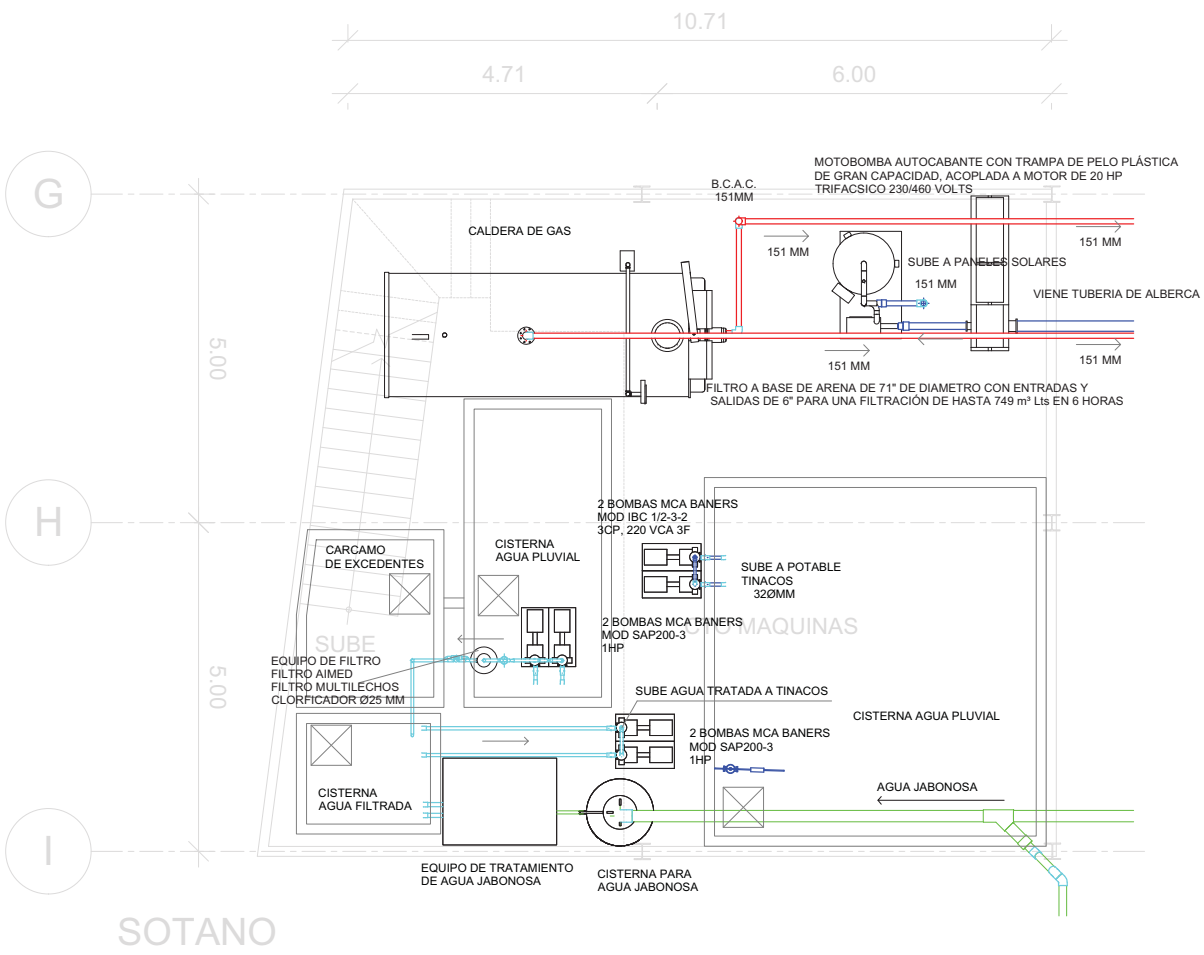 10.71
4.71
6.00
G
B.C.A.C.
151MM
MOTOBOMBA AUTOCABANTE CON TRAMPA DE PELO PLÁSTICA
DE GRAN CAPACIDAD, ACOPLADA A MOTOR DE 20 HP
TRIFACSICO 230/460 VOLTS
CALDERA DE GAS
151 MM
151 MM
SUBE A PANELES SOLARES
151 MM
VIENE TUBERIA DE ALBERCA
5.00
151 MM
151 MM
FILTRO A BASE DE ARENA DE 71" DE DIAMETRO CON ENTRADAS Y
SALIDAS DE 6" PARA UNA FILTRACIÓN DE HASTA 749 m³ Lts EN 6 HORAS
H
2 BOMBAS MCA BANERS
MOD IBC 1/2-3-2
3CP, 220 VCA 3F
CARCAMO
DE EXCEDENTES
CISTERNA
AGUA PLUVIAL
SUBE A POTABLE
TINACOS
32ØMM
2 BOMBAS MCA BANERS
MOD SAP200-3
1HP
MAQUINAS
SUBE
5.00
EQUIPO DE FILTRO
FILTRO AIMED
FILTRO MULTILECHOS
CLORFICADOR Ø25 MM
SUBE AGUA TRATADA A TINACOS
CISTERNA AGUA PLUVIAL
2 BOMBAS MCA BANERS
MOD SAP200-3
1HP
CISTERNA
AGUA FILTRADA
AGUA JABONOSA
I
EQUIPO DE TRATAMIENTO
DE AGUA JABONOSA
CISTERNA PARA
AGUA JABONOSA
SOTANO